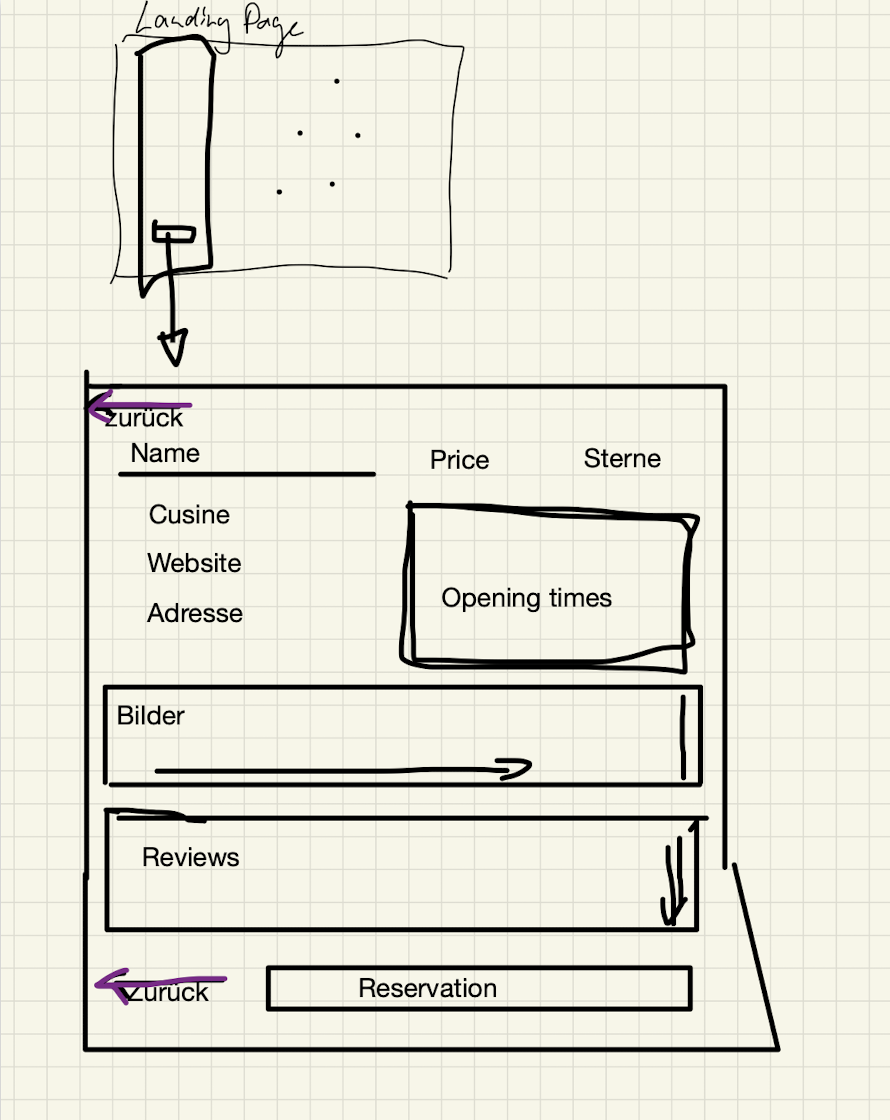 Landing Page
zurück
Name
Price
Sterne
Cusine
Website
Adresse
Opening times
Bilder
Reviews
zurück
Reservation